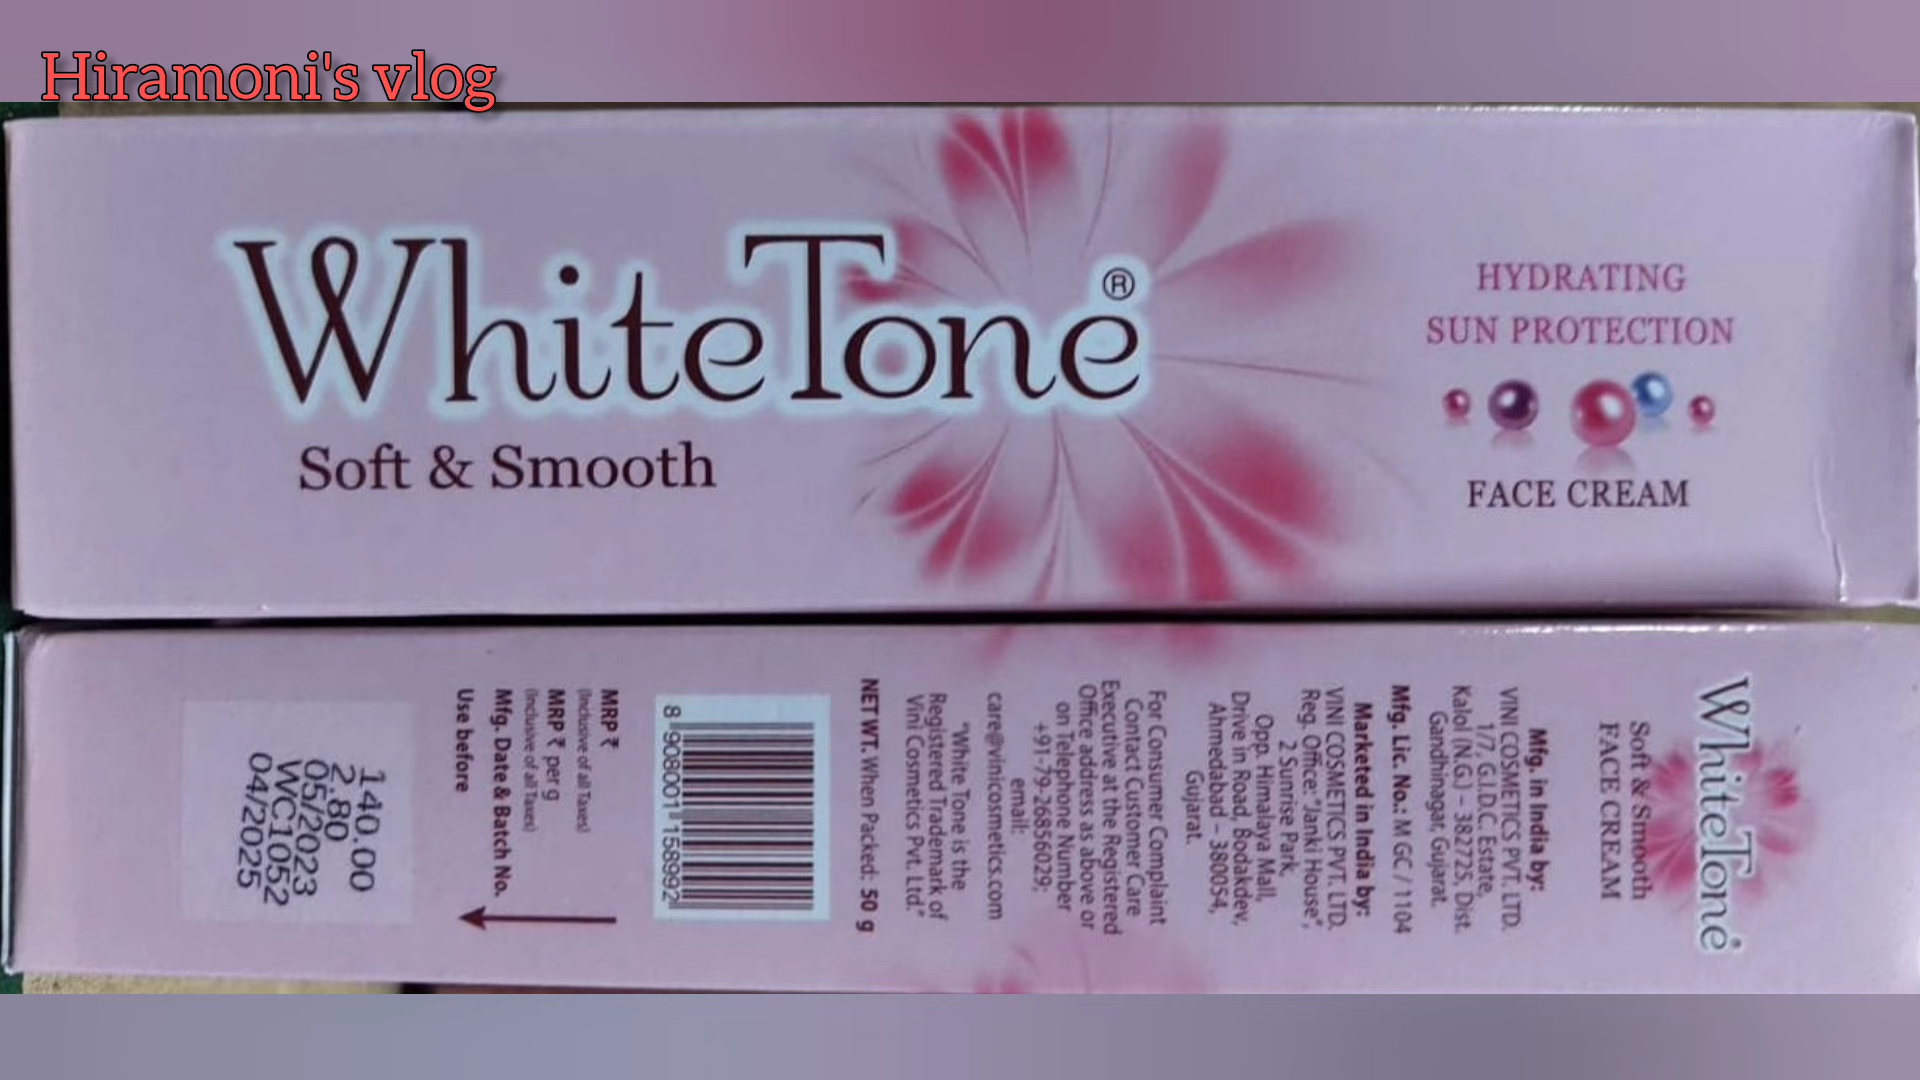 Hiramoni's vlog
WhiteTone®
Soft & Smooth
HYDRATING
SUN PROTECTION
FACE CREAM
WhiteTone®
Soft & Smooth
FACE CREAM
Mfg. in India by:
VINI COSMETICS PVT. LTD.
1/7, G.I.D.C. Estate,
Kalol (N.G.) – 382725, Dist.
Gandhinagar, Gujarat.
Mfg. Lic. No.: M GC / 1104
Marketed in India by:
VINI COSMETICS PVT. LTD.
Reg. Office: "Janki House",
2 Sunrise Park,
Opp. Himalaya Mall,
Drive in Road, Bodakdev,
Ahmedabad – 380054,
Gujarat.
For Consumer Complaint
Contact Customer Care
Executive at the Registered
Office address as above or
on Telephone Number
+91-79-26856029;
email:
care@vinicosmetics.com
"White Tone is the
Registered Trademark of
Vini Cosmetics Pvt. Ltd."
NET WT. When Packed: 50 g
8 908001 158992
MRP ₹
(Inclusive of all Taxes)
MRP ₹ per g
(Inclusive of all Taxes)
Mfg. Date & Batch No.
Use before
140.00
2.80
05/2023
WC1052
04/2025